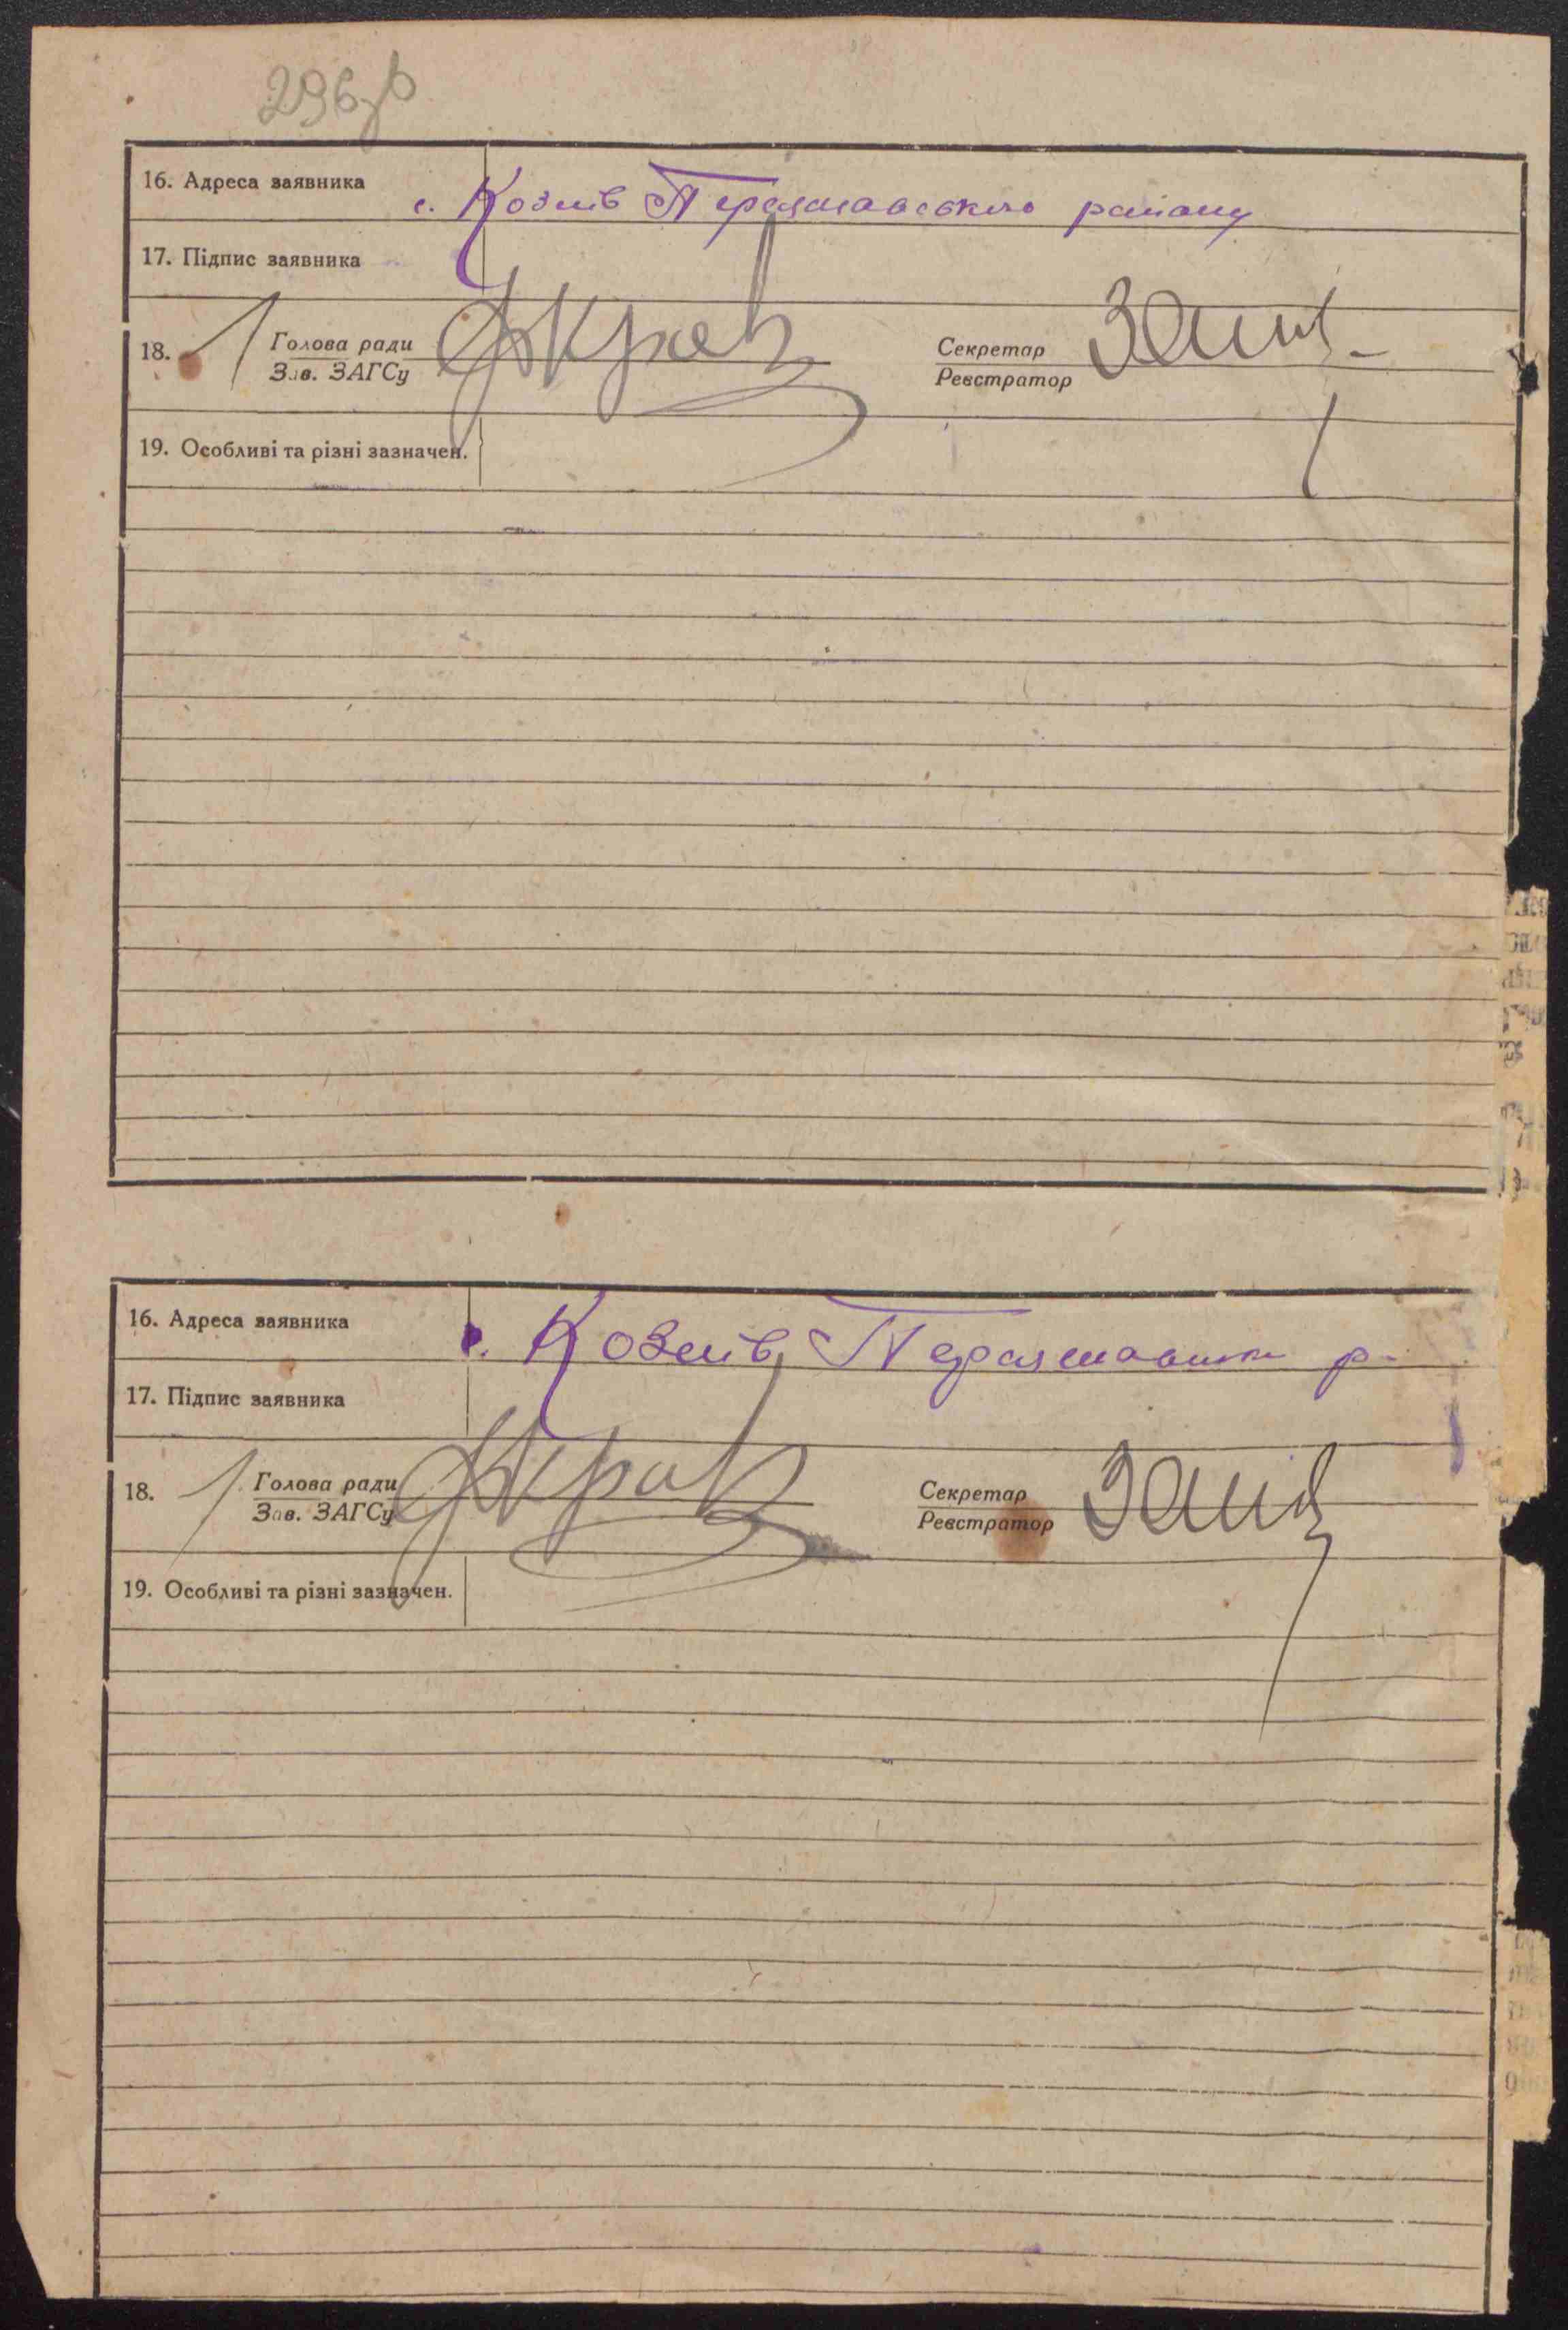 296зв
16. Адреса заявника с. Козлів Переяславського району
17. Підпис заявника
18. Голова ради Секретар
Зав. ЗАГСу Реєстратор
19. Особливі та різні зазначен.
16. Адреса заявника с. Козлів, Переяславськ р-
17. Підпис заявника
18. Голова ради Секретар
Зав. ЗАГСу Реєстратор
19. Особливі та різні зазначен.